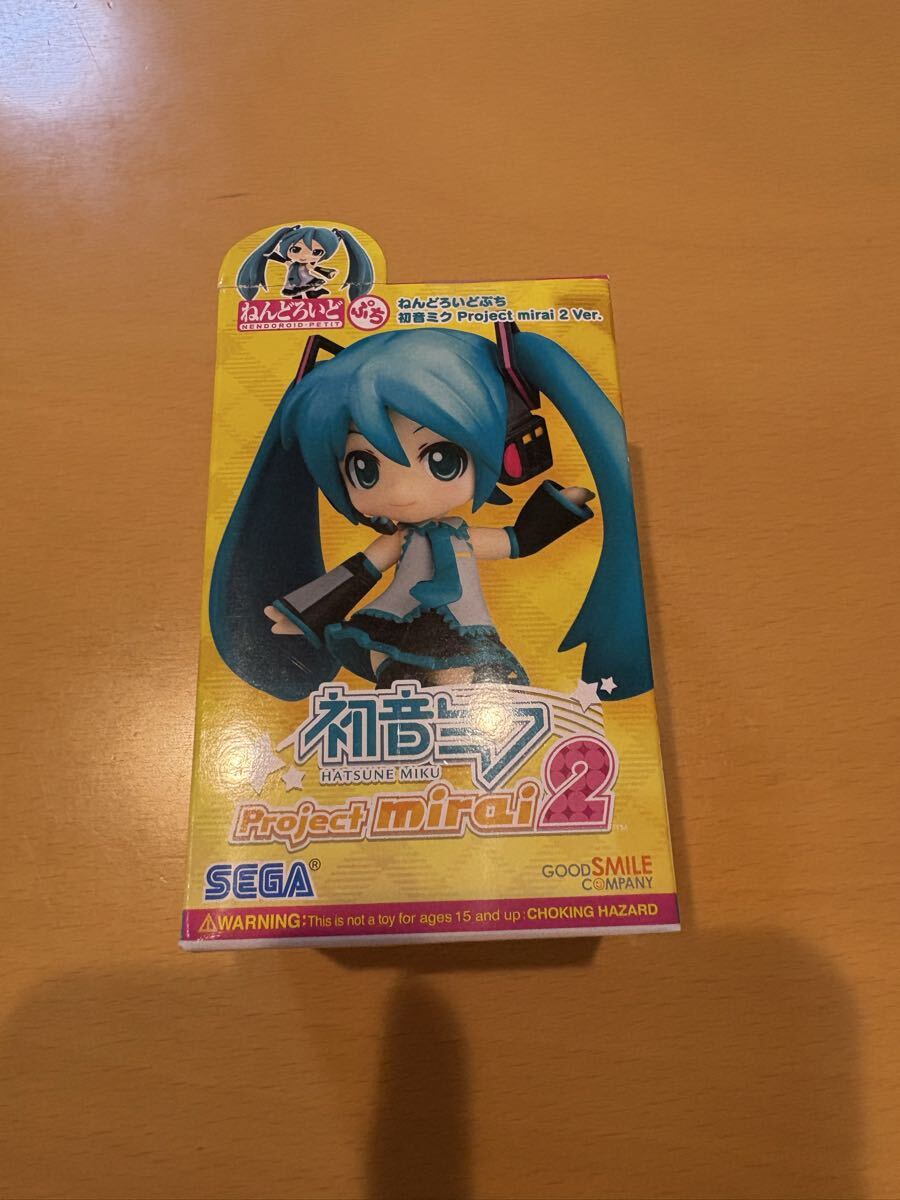 ねんどろいど ぷち
NENDOROID·PETIT
ねんどろいどぷち
初音ミク Project mirai 2 Ver.
初音ミク
HATSUNE MIKU
Project mirai 2™
SEGA®
GOOD SMILE
COMPANY
⚠WARNING: This is not a toy for ages 15 and up : CHOKING HAZARD